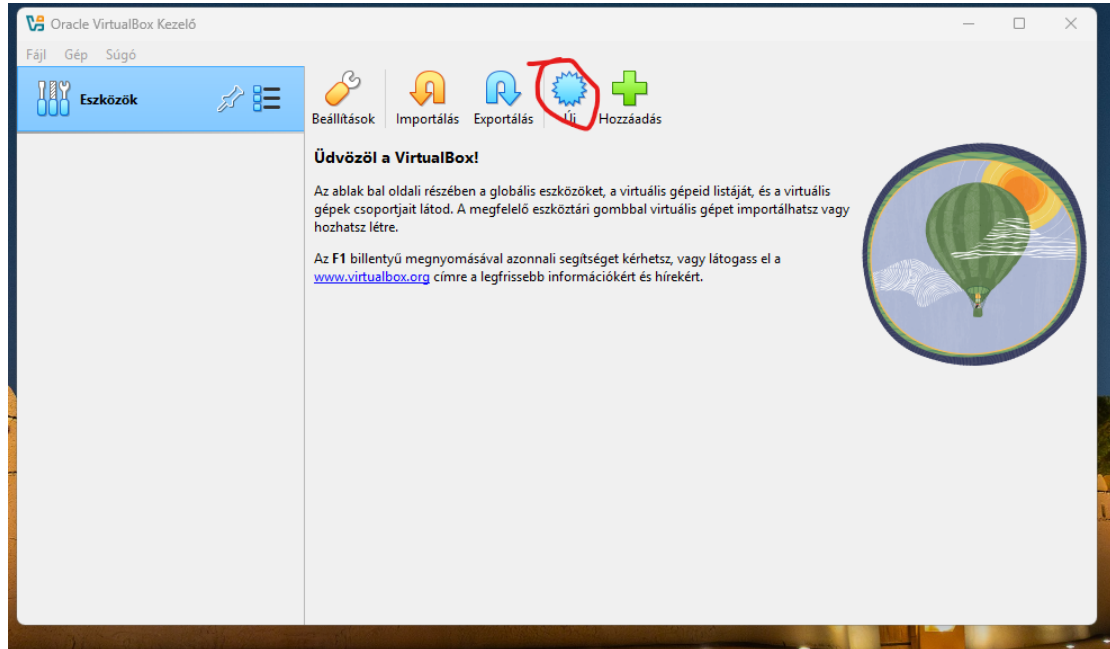 Oracle VirtualBox Kezelő
Fájl Gép Súgó
Eszközök
Beállítások Importálás Exportálás Új Hozzáadás
Üdvözöl a VirtualBox!
Az ablak bal oldali részében a globális eszközöket, a virtuális gépeid listáját, és a virtuális
gépek csoportjait látod. A megfelelő eszköztári gombbal virtuális gépet importálhatsz vagy
hozhatsz létre.
Az F1 billentyű megnyomásával azonnali segítséget kérhetsz, vagy látogass el a
www.virtualbox.org címre a legfrissebb információkért és hírekért.